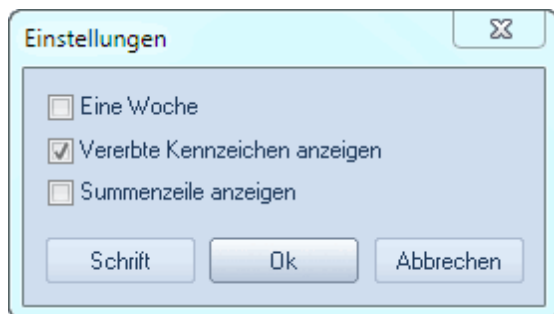 Einstellungen
Eine Woche
Vererbte Kennzeichen anzeigen
Summenzeile anzeigen
Schrift Ok Abbrechen